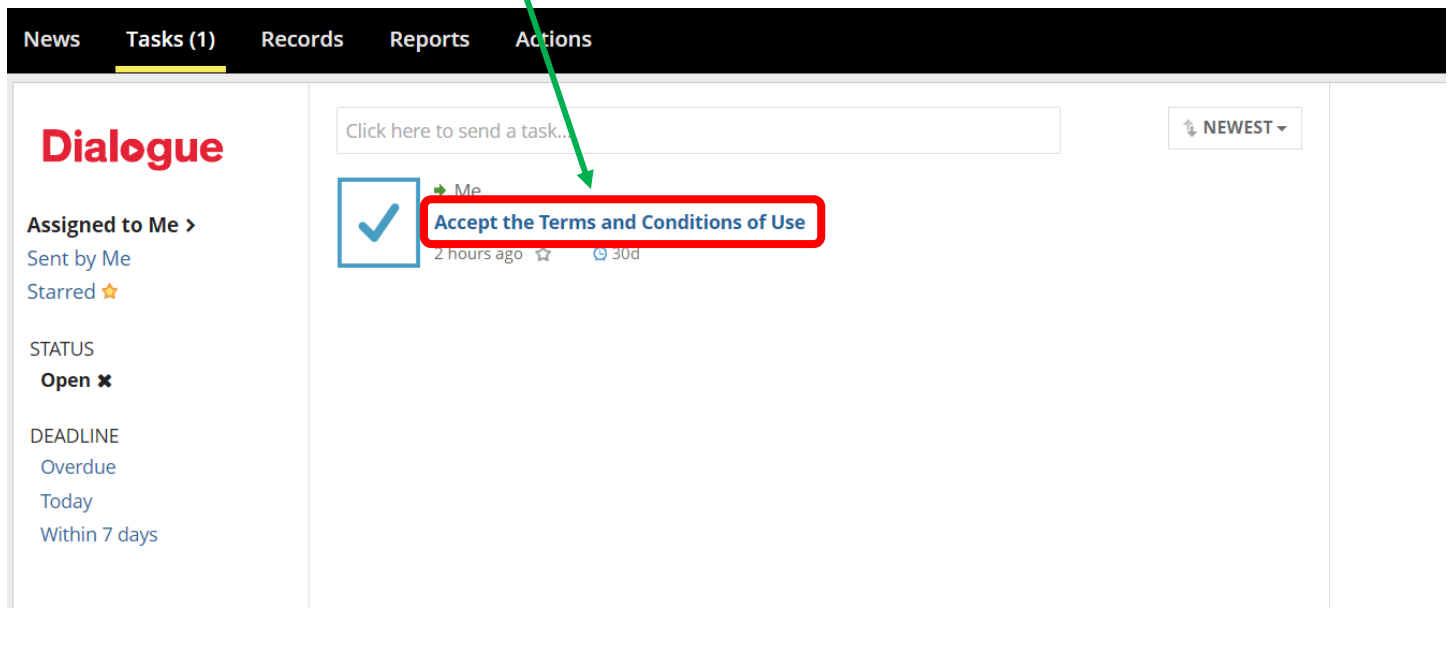 News Tasks (1) Records Reports Actions
Dialogue
Assigned to Me >
Sent by Me
Starred
STATUS
Open ✖
DEADLINE
Overdue
Today
Within 7 days
Click here to send a task...
NEWEST
Me
Accept the Terms and Conditions of Use
2 hours ago 30d